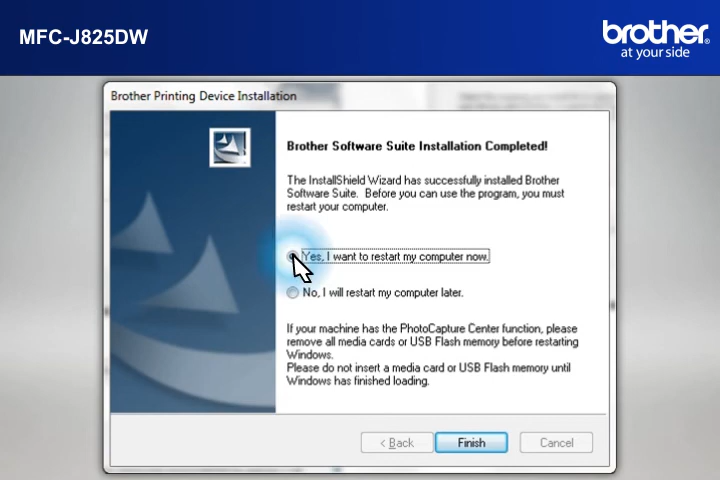 MFC-J825DW
brother®
at your side
Brother Printing Device Installation
Brother Software Suite Installation Completed!
The InstallShield Wizard has successfully installed Brother
Software Suite. Before you can use the program, you must
restart your computer.
Yes, I want to restart my computer now.
No, I will restart my computer later.
If your machine has the PhotoCapture Center function, please
remove all media cards or USB Flash memory before restarting
Windows.
Please do not insert a media card or USB Flash memory until
Windows has finished loading.
< Back
Finish
Cancel